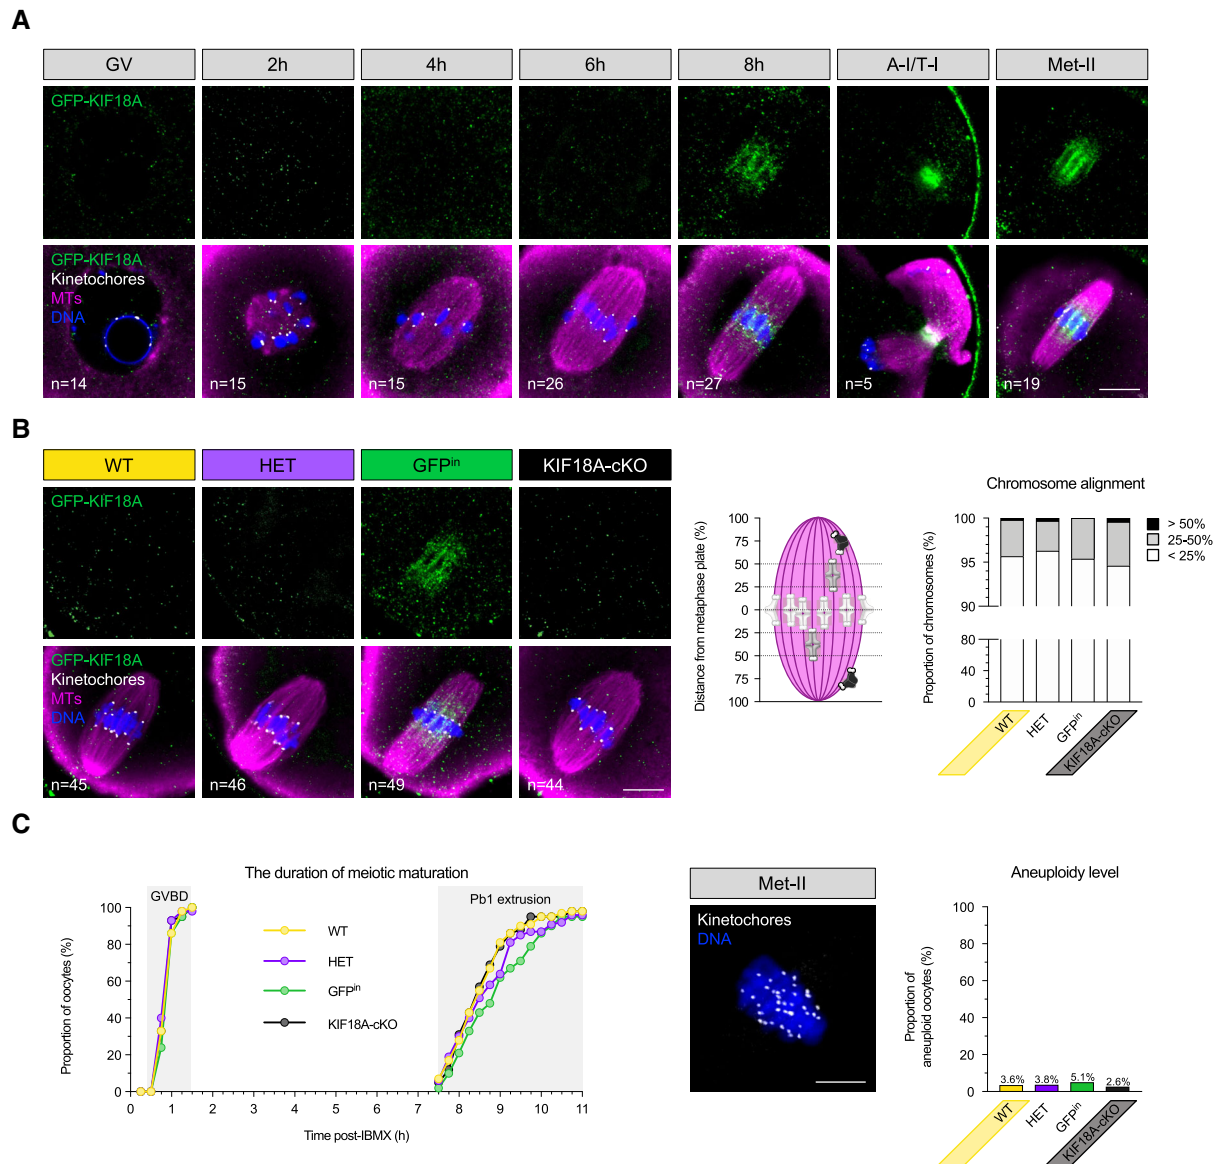 A
GV 2h 4h 6h 8h A-I/T-I Met-II
GFP-KIF18A
GFP-KIF18A
Kinetochores
MTs
DNA
n=14 n=15 n=15 n=26 n=27 n=5 n=19
B
WT HET GFPin KIF18A-cKO
GFP-KIF18A
GFP-KIF18A
Kinetochores
MTs
DNA
n=45 n=46 n=49 n=44
Distance from metaphase plate (%)
100
75
50
25
0
25
50
75
100
Chromosome alignment
Proportion of chromosomes (%)
100
95
90
80
40
0
> 50%
25-50%
< 25%
WT HET GFPin KIF18A-cKO
C
The duration of meiotic maturation
GVBD
Pb1 extrusion
Proportion of oocytes (%)
100
80
60
40
20
0
WT
HET
GFPin
KIF18A-cKO
0 1 2 3 4 5 6 7 8 9 10 11
Time post-IBMX (h)
Met-II
Kinetochores
DNA
Aneuploidy level
Proportion of
aneuploid oocytes (%)
100
80
60
40
20
0
3.6% 3.8% 5.1% 2.6%
WT HET GFPin KIF18A-cKO